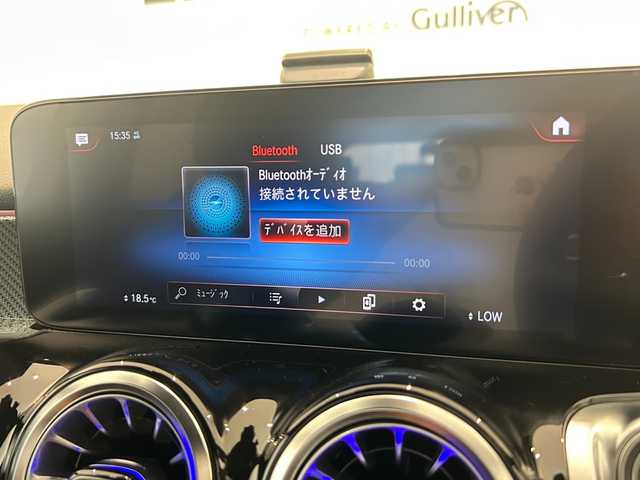 Gulliver
15:35
Bluetooth USB
Bluetoothｵｰﾃﾞｨｵ
接続されていません
ﾃﾞﾊﾞｲｽを追加
00:00 00:00
18.5℃
ﾐｭｰｼﾞｯｸ
LOW